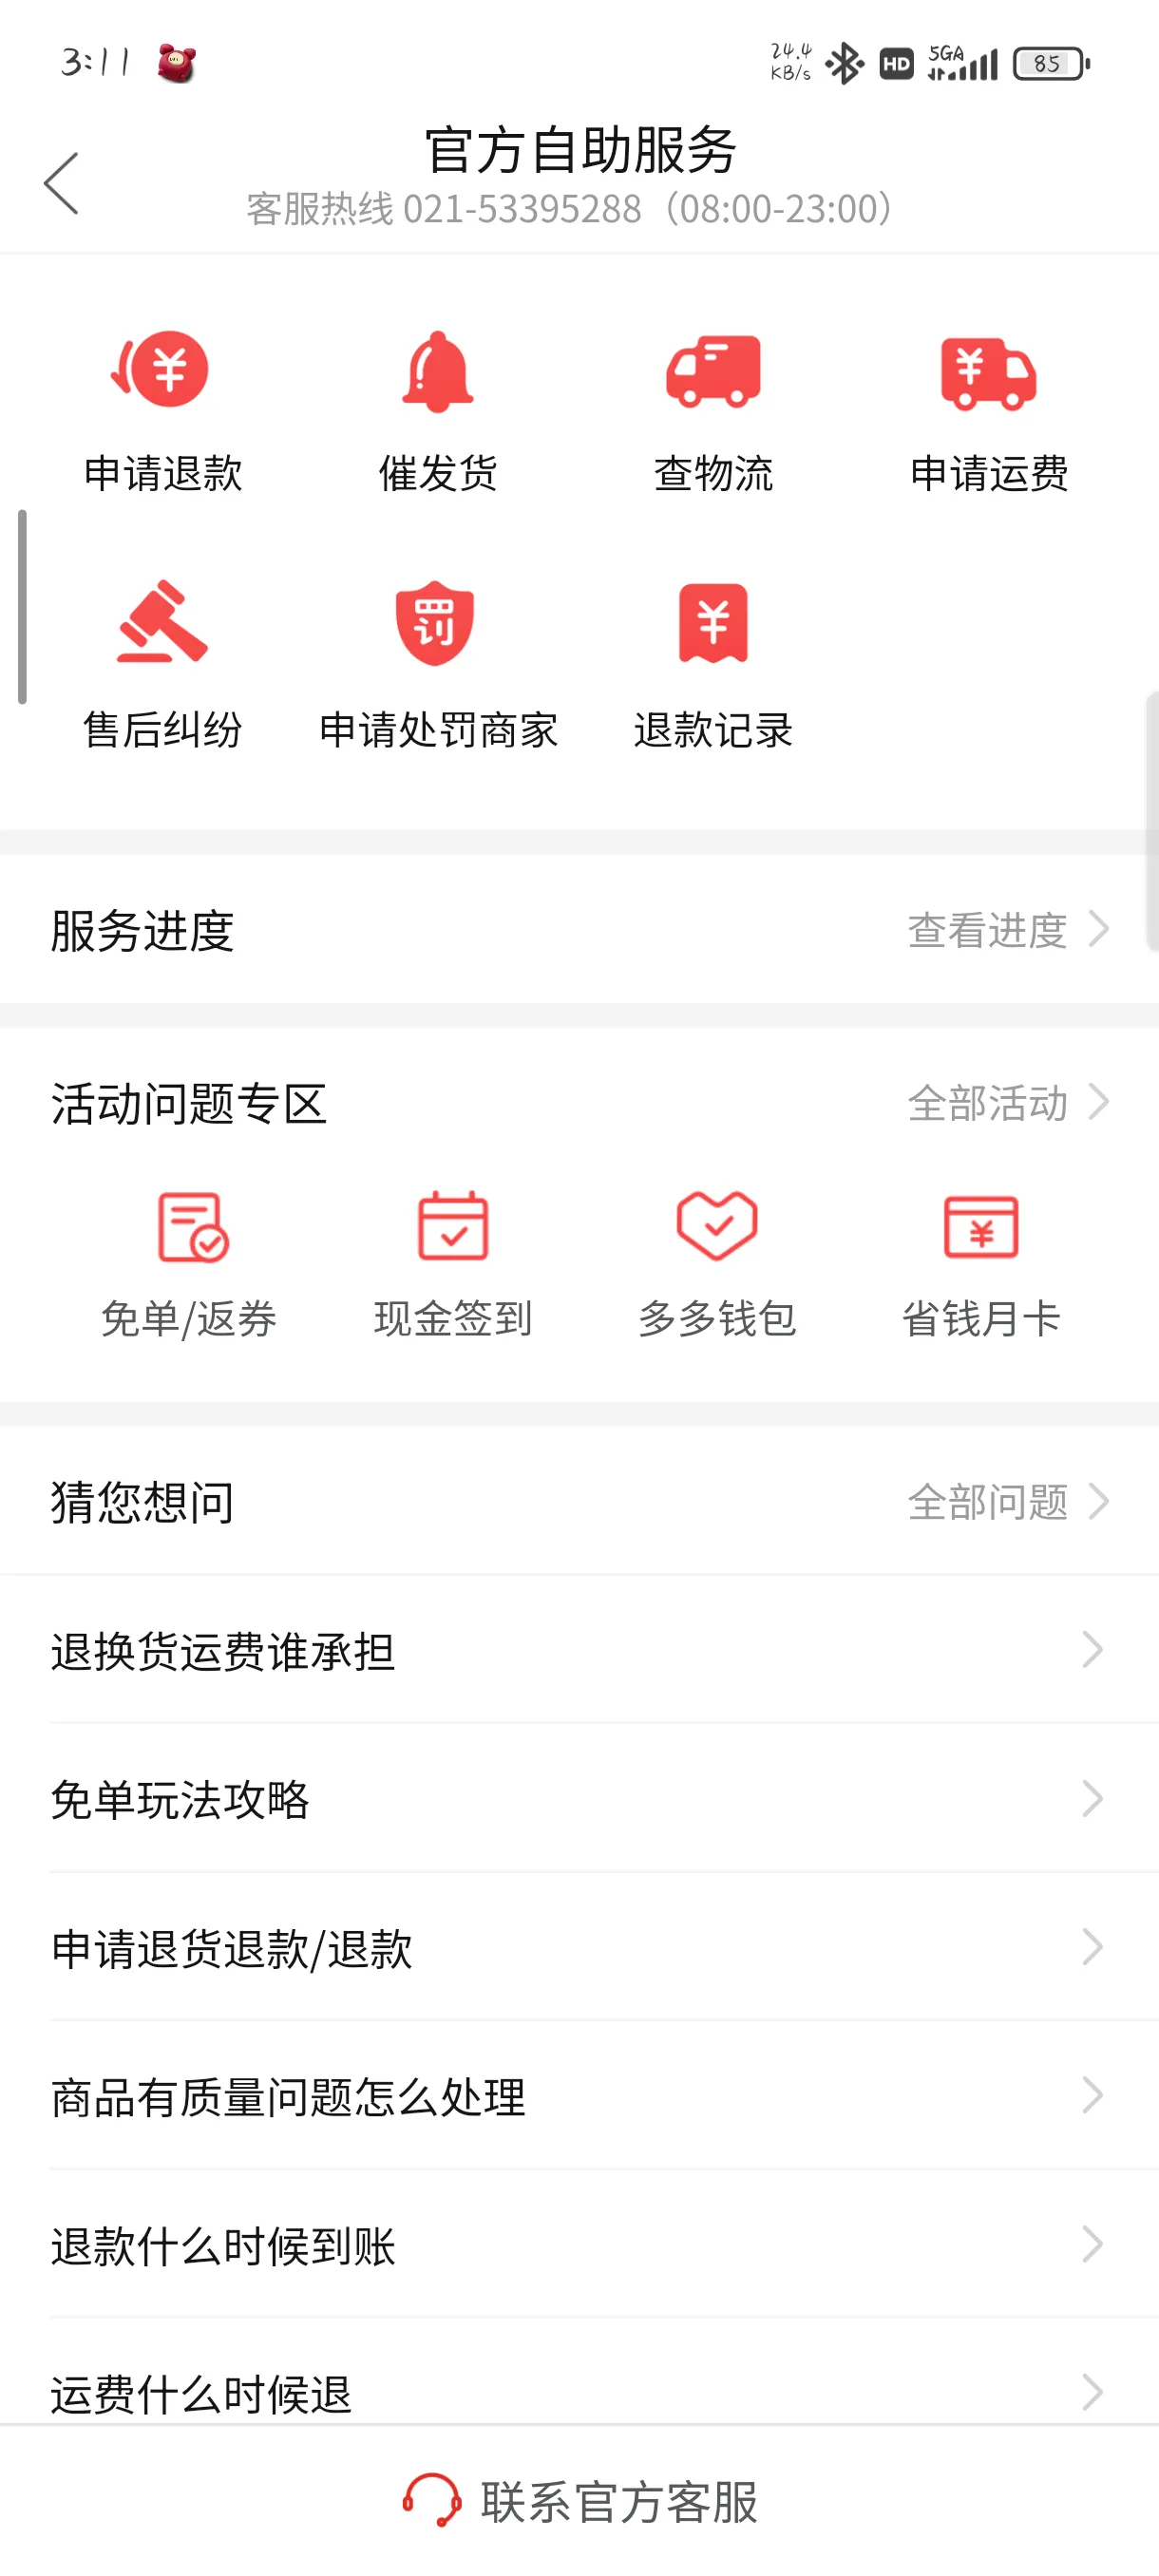 3:11
24.4
KB/s
HD
5GA
85
官方自助服务
客服热线 021-53395288（08:00-23:00）
申请退款
催发货
查物流
申请运费
罚
售后纠纷
申请处罚商家
退款记录
服务进度
查看进度
活动问题专区
全部活动
免单/返券
现金签到
多多钱包
省钱月卡
猜您想问
全部问题
退换货运费谁承担
免单玩法攻略
申请退货退款/退款
商品有质量问题怎么处理
退款什么时候到账
运费什么时候退
联系官方客服